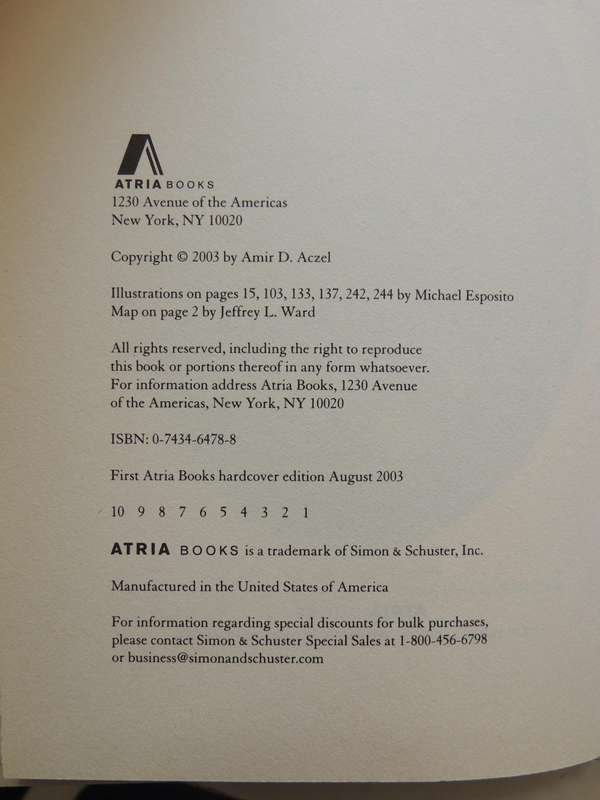 ATRIA BOOKS
1230 Avenue of the Americas
New York, NY 10020
Copyright © 2003 by Amir D. Aczel
Illustrations on pages 15, 103, 133, 137, 242, 244 by Michael Esposito
Map on page 2 by Jeffrey L. Ward
All rights reserved, including the right to reproduce
this book or portions thereof in any form whatsoever.
For information address Atria Books, 1230 Avenue
of the Americas, New York, NY 10020
ISBN: 0-7434-6478-8
First Atria Books hardcover edition August 2003
10 9 8 7 6 5 4 3 2 1
ATRIA BOOKS is a trademark of Simon & Schuster, Inc.
Manufactured in the United States of America
For information regarding special discounts for bulk purchases,
please contact Simon & Schuster Special Sales at 1-800-456-6798
or business@simonandschuster.com